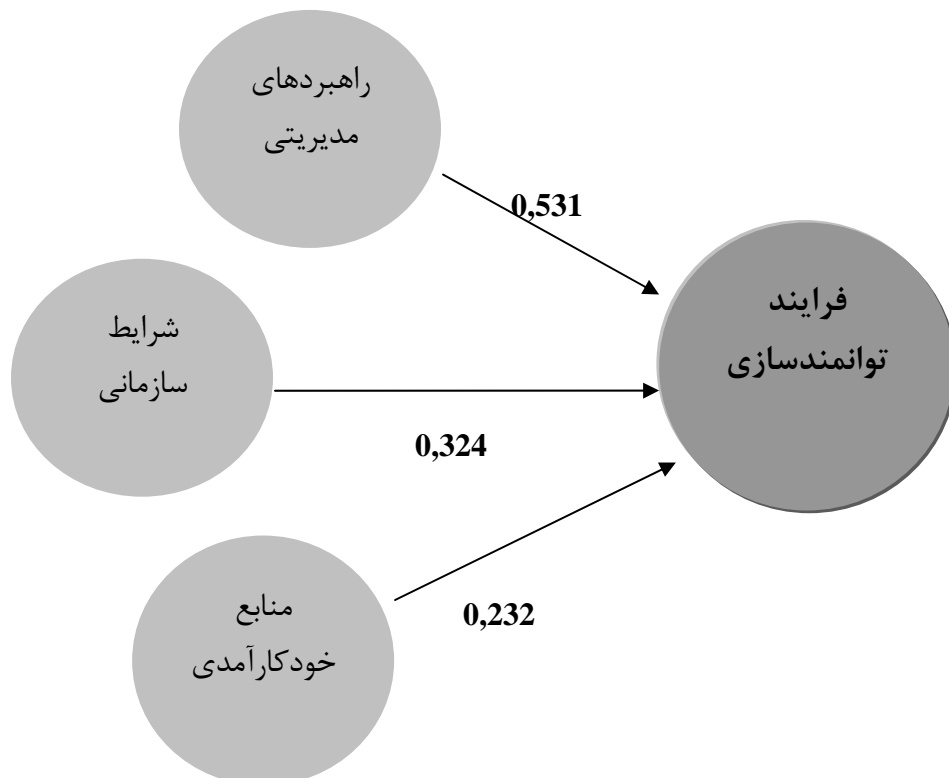 راهبردهای
مدیریتی
0,531
فرایند
توانمندسازی
شرایط
سازمانی
0,324
منابع
خودکارآمدی
0,232